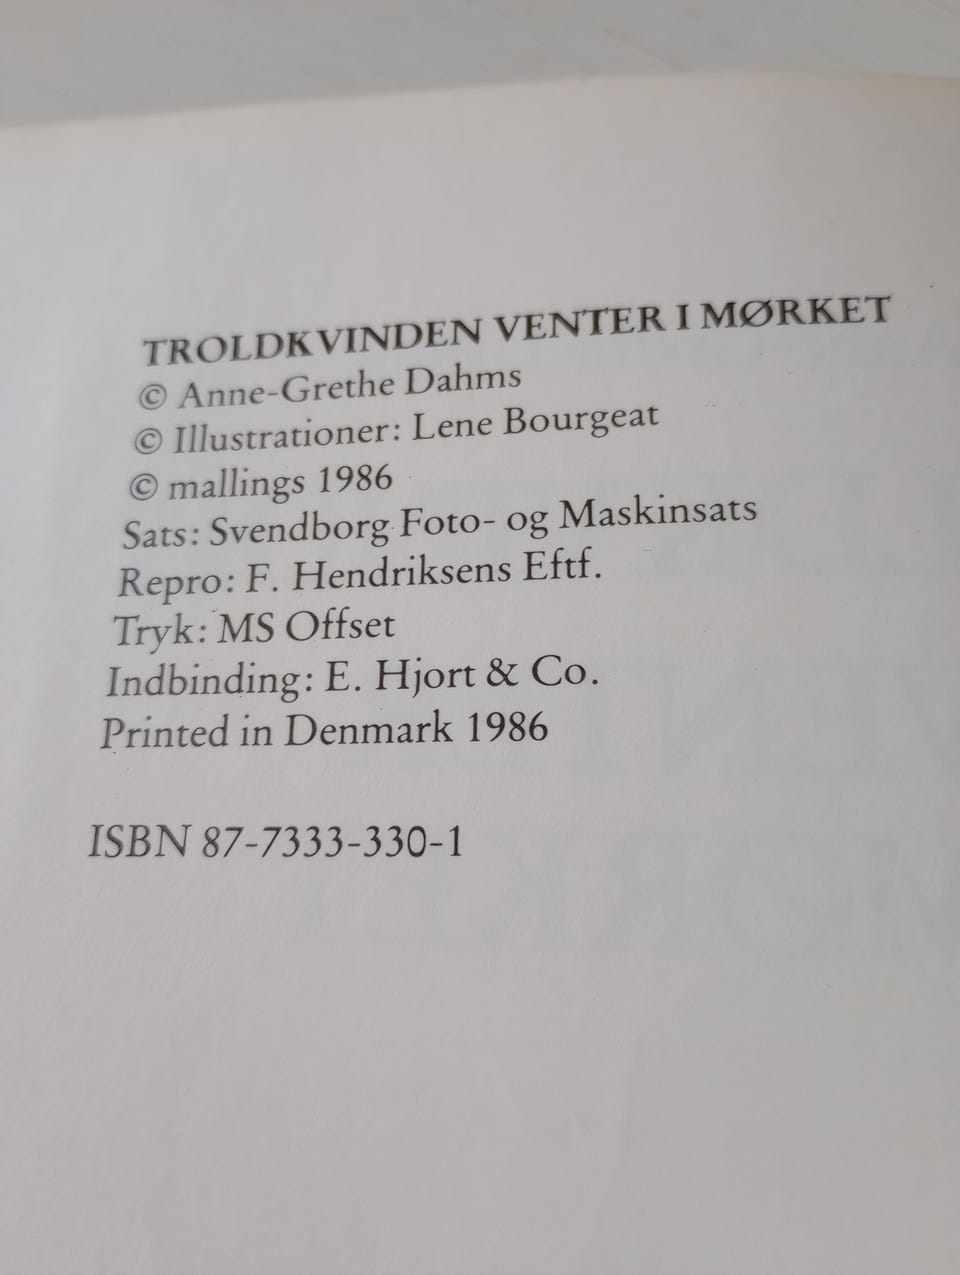 TROLDKVINDEN VENTER I MØRKET
© Anne-Grethe Dahms
© Illustrationer: Lene Bourgeat
© mallings 1986
Sats: Svendborg Foto- og Maskinsats
Repro: F. Hendriksens Eftf.
Tryk: MS Offset
Indbinding: E. Hjort & Co.
Printed in Denmark 1986
ISBN 87-7333-330-1